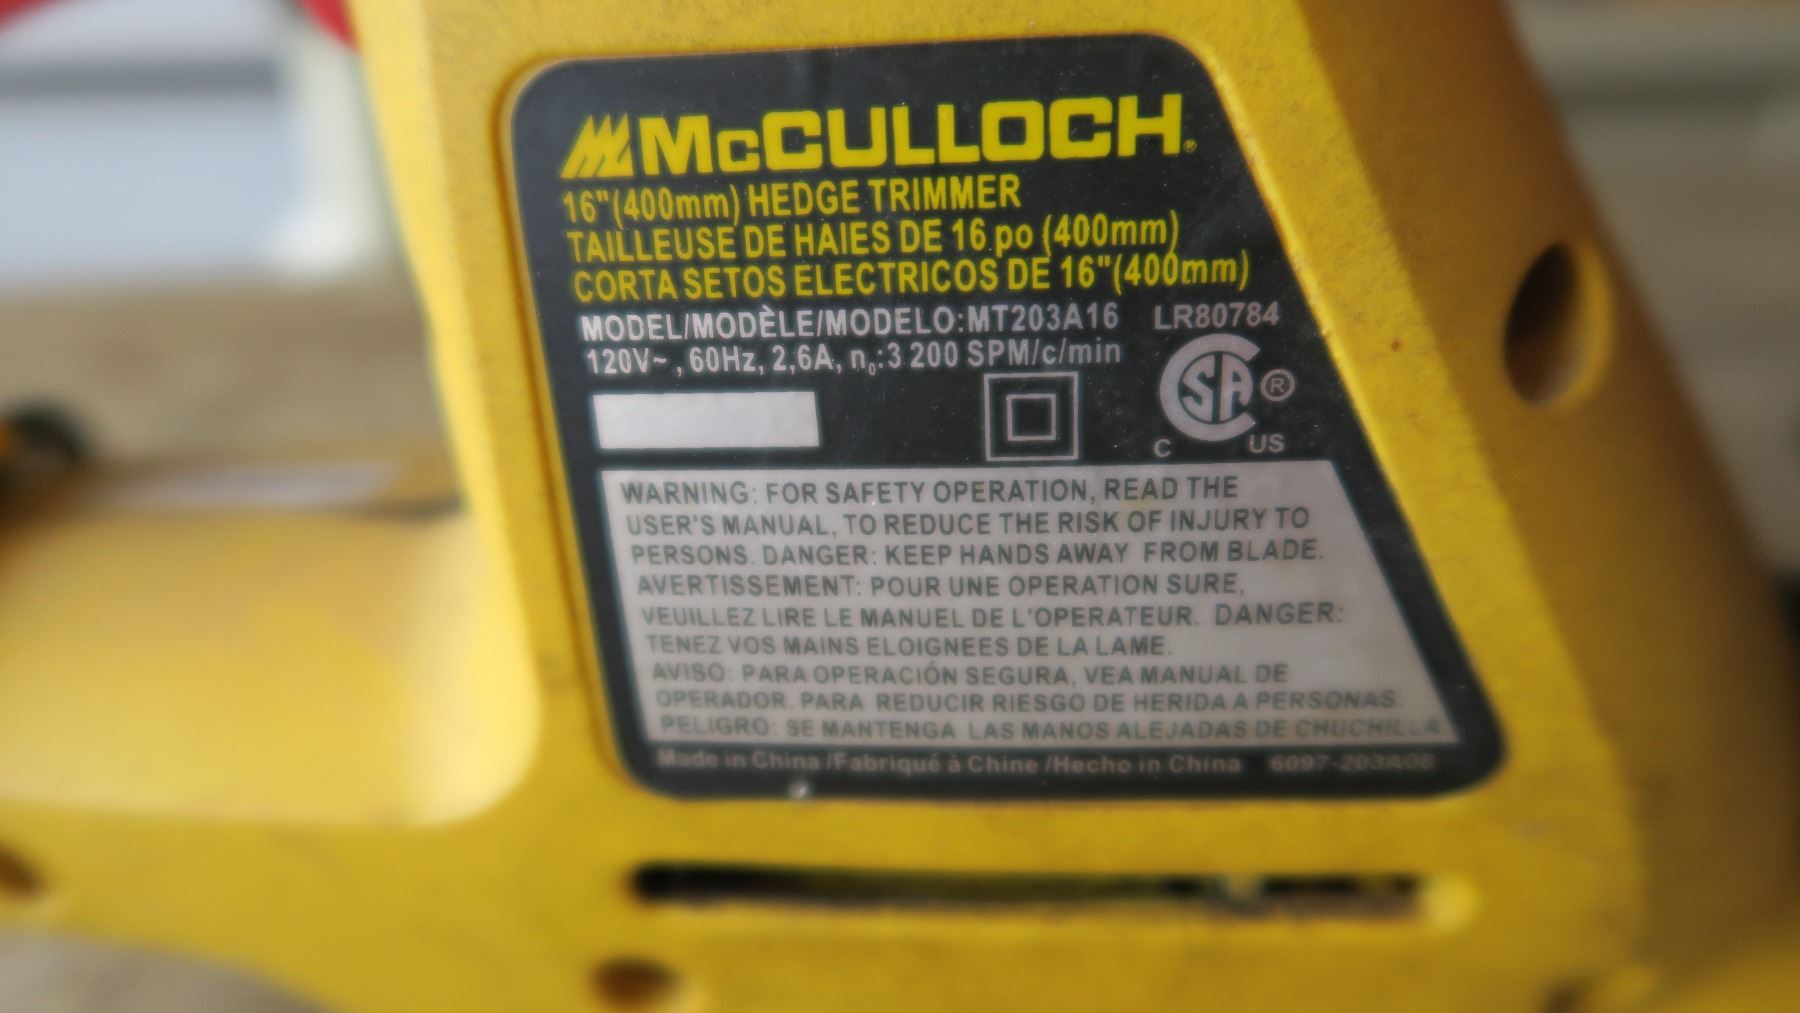 McCULLOCH®
16"(400mm) HEDGE TRIMMER
TAILLEUSE DE HAIES DE 16 po (400mm)
CORTA SETOS ELECTRICOS DE 16"(400mm)
MODEL/MODÈLE/MODELO:MT203A16 LR80784
120V~, 60Hz, 2,6A, n₀:3 200 SPM/c/min
CSA ®
C US
WARNING: FOR SAFETY OPERATION, READ THE
USER'S MANUAL, TO REDUCE THE RISK OF INJURY TO
PERSONS. DANGER: KEEP HANDS AWAY FROM BLADE.
AVERTISSEMENT: POUR UNE OPERATION SURE,
VEUILLEZ LIRE LE MANUEL DE L'OPERATEUR. DANGER:
TENEZ VOS MAINS ELOIGNEES DE LA LAME.
AVISO: PARA OPERACIÓN SEGURA, VEA MANUAL DE
OPERADOR. PARA REDUCIR RIESGO DE HERIDA A PERSONAS.
PELIGRO: SE MANTENGA LAS MANOS ALEJADAS DE CHUCHILLA.
Made in China /Fabriqué à Chine /Hecho in China 6097-203A08